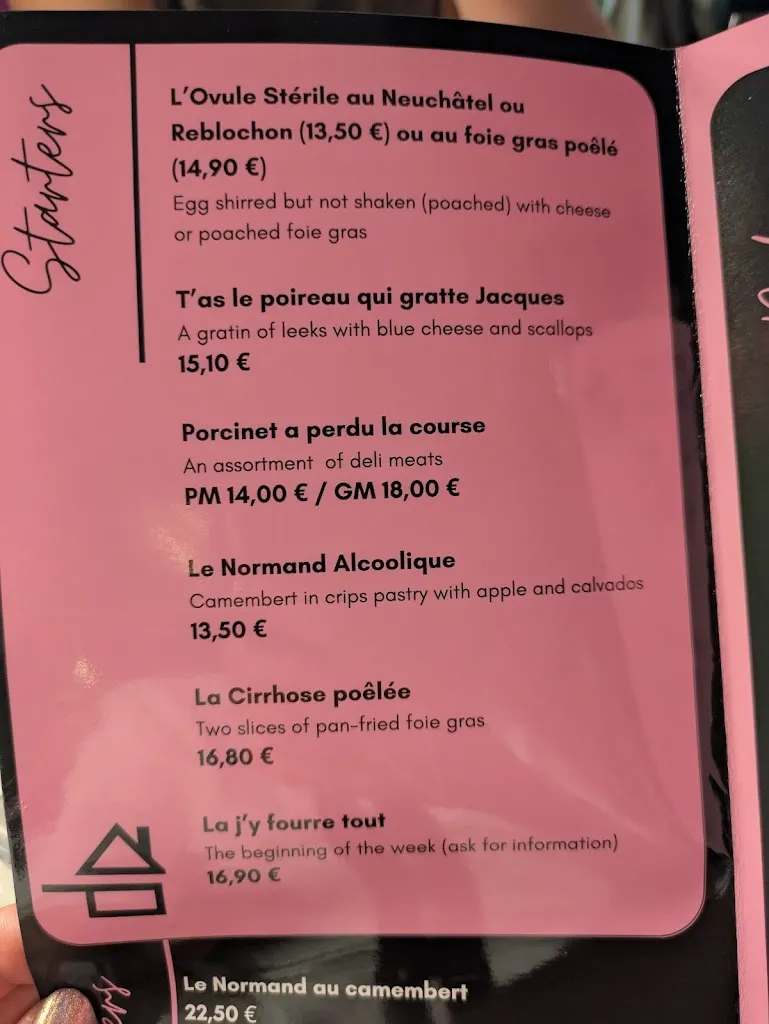 Starters
L'Ovule Stérile au Neuchâtel ou
Reblochon (13,50 €) ou au foie gras poêlé
(14,90 €)
Egg shirred but not shaken (poached) with cheese
or poached foie gras
T'as le poireau qui gratte Jacques
A gratin of leeks with blue cheese and scallops
15,10 €
Porcinet a perdu la course
An assortment of deli meats
PM 14,00 € / GM 18,00 €
Le Normand Alcoolique
Camembert in crips pastry with apple and calvados
13,50 €
La Cirrhose poêlée
Two slices of pan-fried foie gras
16,80 €
La j'y fourre tout
The beginning of the week (ask for information)
16,90 €
Le Normand au camembert
22,50 €